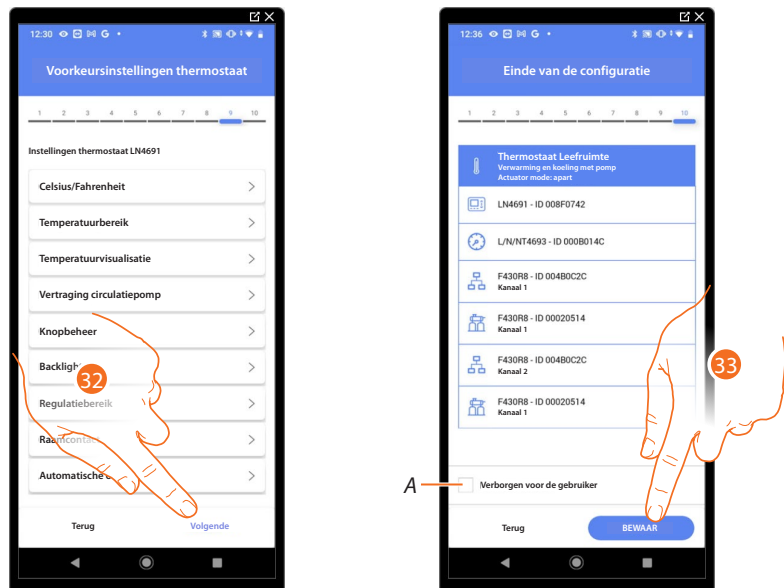 12:30 G
Voorkeursinstellingen thermostaat
1 2 3 4 5 6 7 8 9 10
Instellingen thermostaat LN4691
Celsius/Fahrenheit
Temperatuurbereik
Temperatuurvisualisatie
Vertraging circulatiepomp
Knopbeheer
32
Regulatiebereik
Automatische
Terug Volgende
12:36 G
Einde van de configuratie
1 2 3 4 5 6 7 8 9 10
Thermostaat Leefruimte
Verwarming en koeling met pomp
Actuator mode: apart
LN4691 - ID 008F0742
L/N/NT4693 - ID 000B014C
F430R8 - ID 004B0C2C
Kanaal 1
F430R8 - ID 00020514
Kanaal 1
F430R8 - ID 004B0C2C
Kanaal 2
F430R8 - ID 00020514
Kanaal 1
33
A
Verborgen voor de gebruiker
Terug BEWAAR